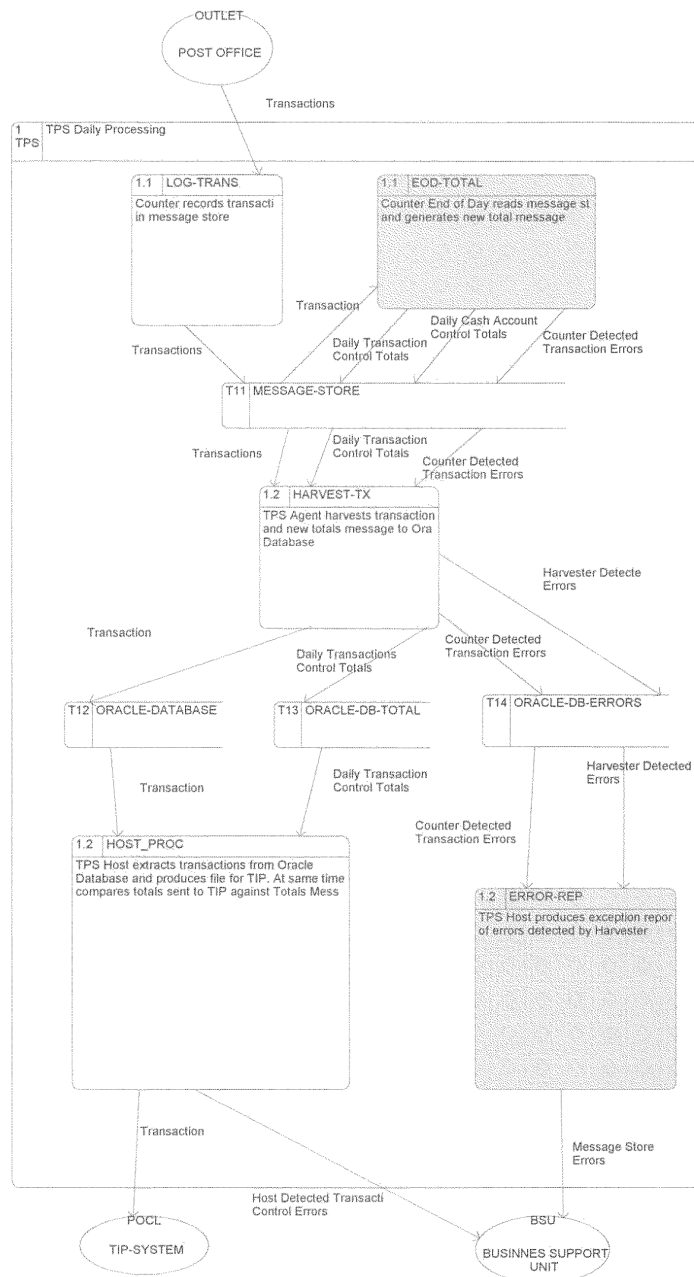 OUTLET
POST OFFICE
Transactions
1
TPS
TPS Daily Processing
1.1 LOG-TRANS
Counter records transacti
in message store
1.1 EOD-TOTAL
Counter End of Day reads message st
and generates new total message
Transaction
Transactions
Daily Transaction
Control Totals
Daily Cash Account
Control Totals
Counter Detected
Transaction Errors
T11 MESSAGE-STORE
Transactions
Daily Transaction
Control Totals
Counter Detected
Transaction Errors
1.2 HARVEST-TX
TPS Agent harvests transaction
and new totals message to Ora
Database
Harvester Detecte
Errors
Transaction
Daily Transactions
Control Totals
Counter Detected
Transaction Errors
T12 ORACLE-DATABASE
T13 ORACLE-DB-TOTAL
T14 ORACLE-DB-ERRORS
Transaction
Daily Transaction
Control Totals
Harvester Detected
Errors
Counter Detected
Transaction Errors
1.2 HOST_PROC
TPS Host extracts transactions from Oracle
Database and produces file for TIP. At same time
compares totals sent to TIP against Totals Mess
1.2 ERROR-REP
TPS Host produces exception repor
of errors detected by Harvester
Transaction
Message Store
Errors
Host Detected Transacti
Control Errors
POCL
TIP-SYSTEM
BSU
BUSINNES SUPPORT
UNIT